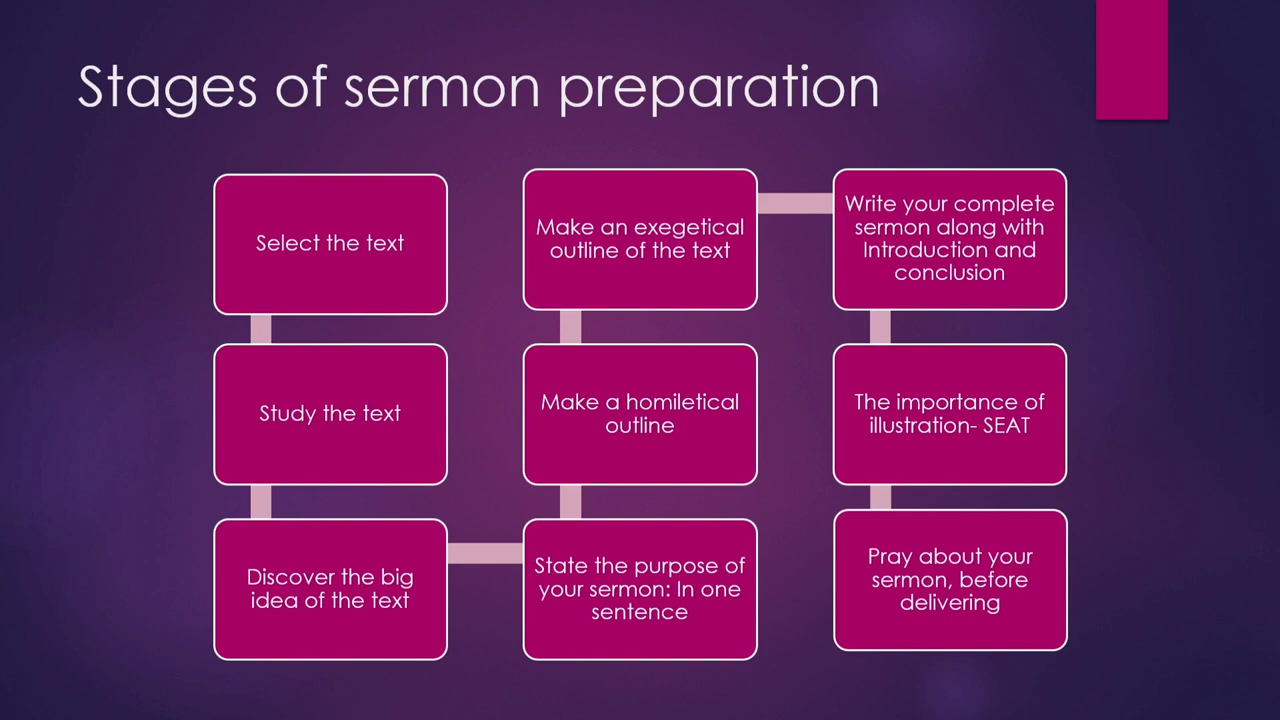 Stages of sermon preparation
Select the text
Study the text
Discover the big
idea of the text
State the purpose of
your sermon: In one
sentence
Make a homiletical
outline
Make an exegetical
outline of the text
Write your complete
sermon along with
Introduction and
conclusion
The importance of
illustration- SEAT
Pray about your
sermon, before
delivering